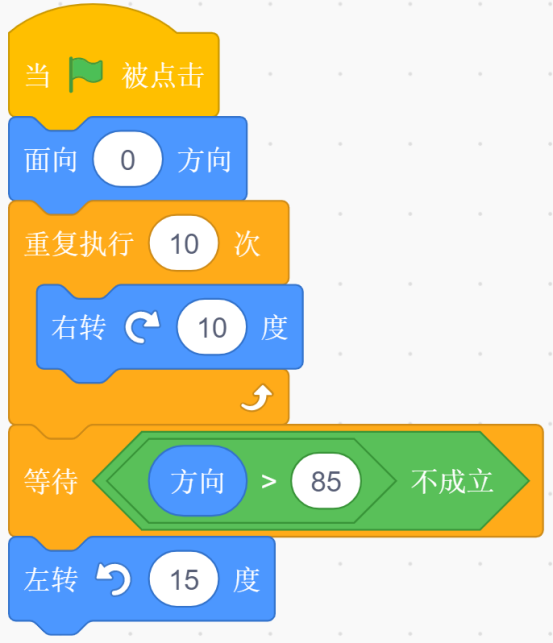 当 被点击
面向 0 方向
重复执行 10 次
右转 10 度
等待 方向 > 85 不成立
左转 15 度